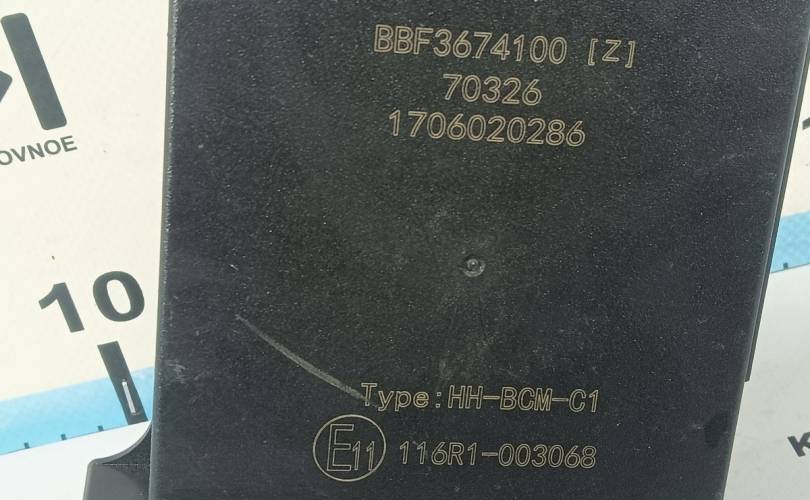 BBF3674100 [Z]
70326
1706020286
OVNOE
10
Type:HH-BCM-C1
E11 116R1-003068